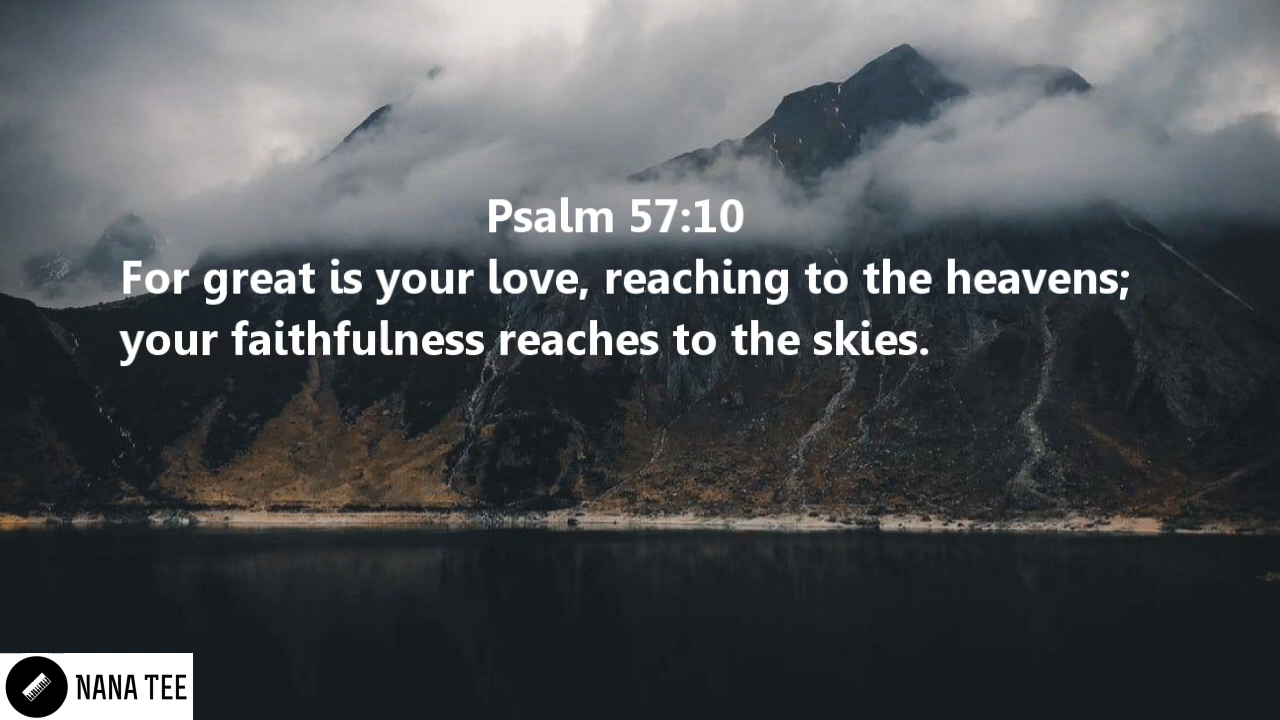 Psalm 57:10
For great is your love, reaching to the heavens;
your faithfulness reaches to the skies.
NANA TEE